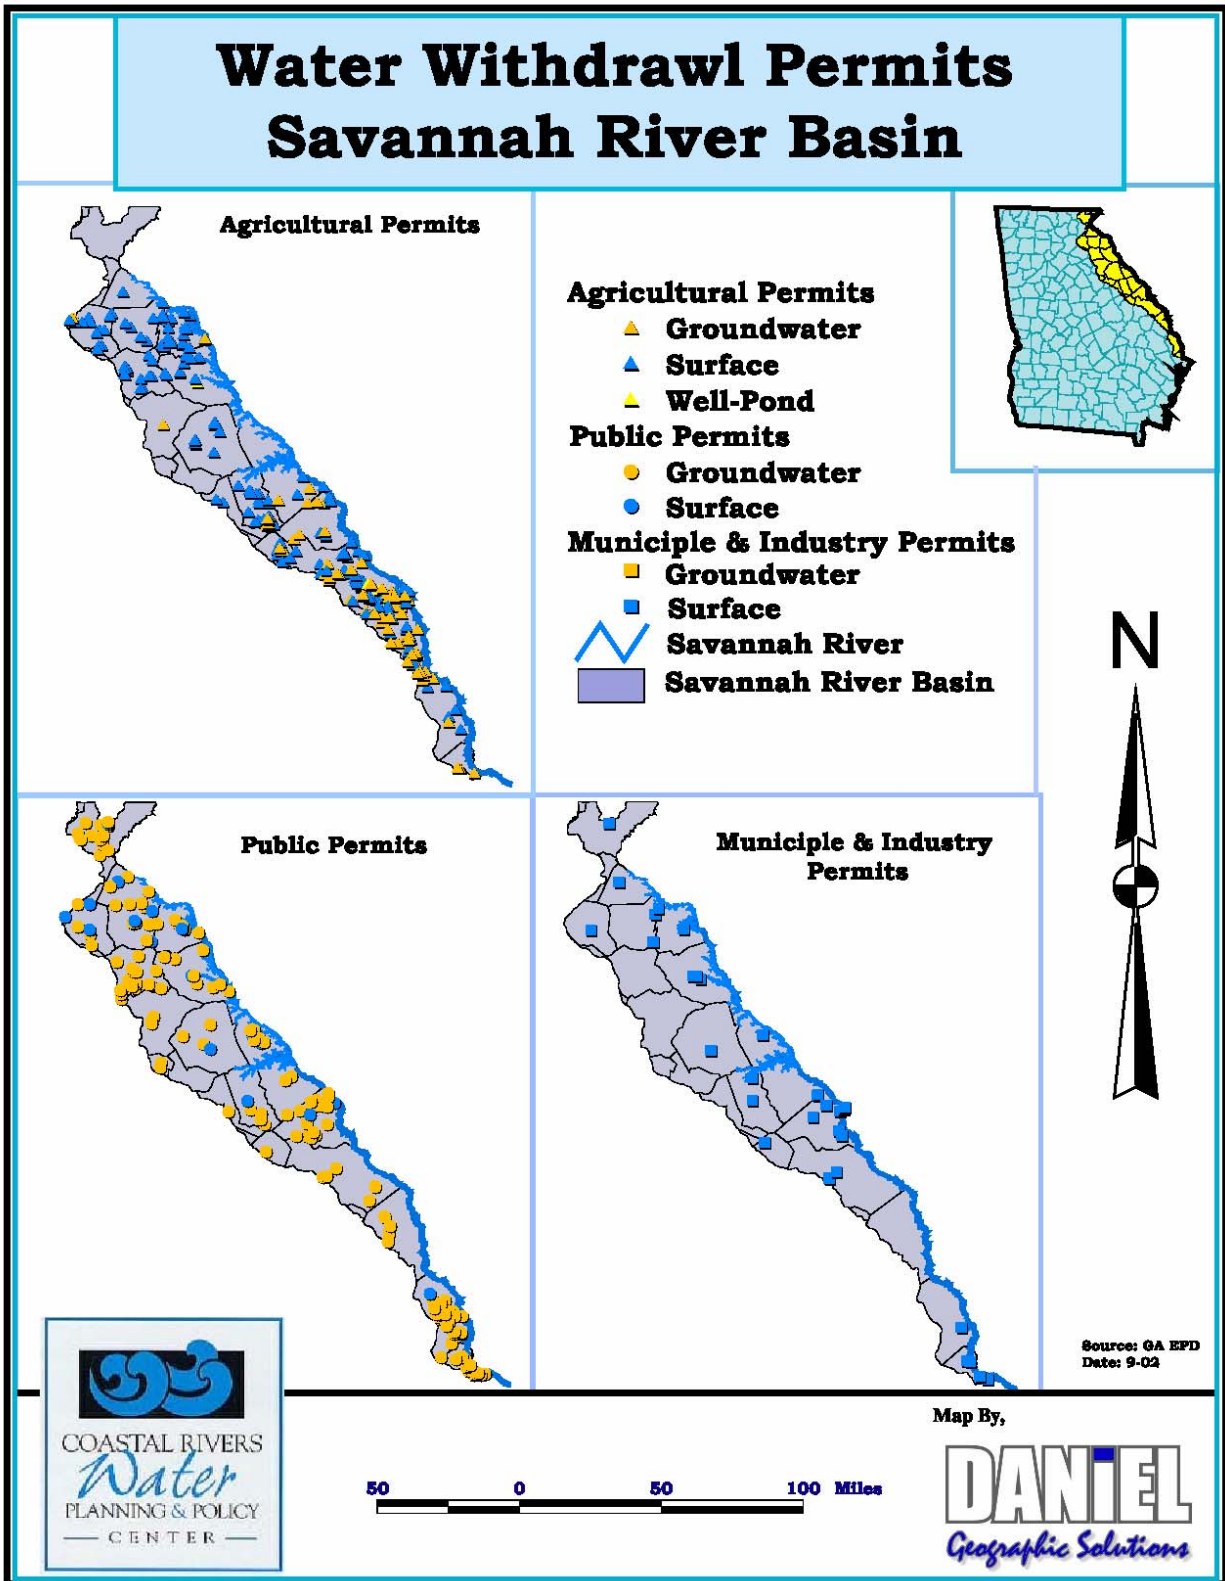 Water Withdrawl Permits
Savannah River Basin
Agricultural Permits
Agricultural Permits
Groundwater
Surface
Well-Pond
Public Permits
Groundwater
Surface
Municiple & Industry Permits
Groundwater
Surface
Savannah River
Savannah River Basin
N
Public Permits
Municiple & Industry
Permits
Source: GA EPD
Date: 9-02
COASTAL RIVERS
Water
PLANNING & POLICY
CENTER
50 0 50 100 Miles
Map By,
DANiEL
Geographic Solutions